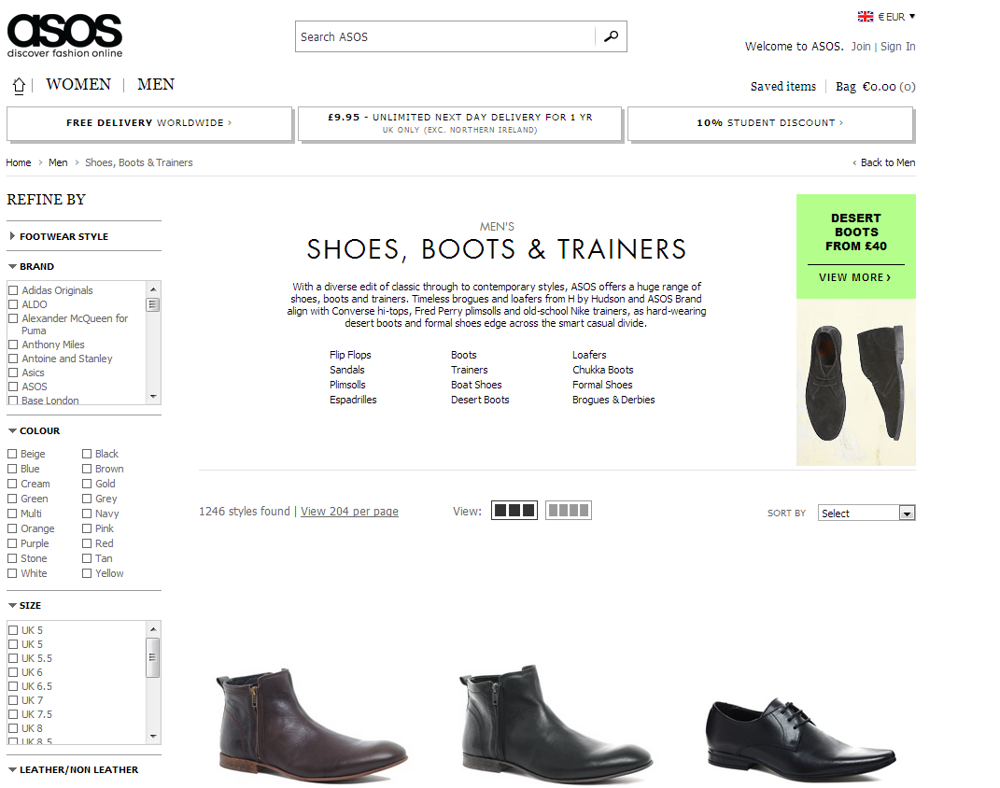 asos
discover fashion online
Search ASOS
€ EUR
Welcome to ASOS. Join | Sign In
WOMEN | MEN
Saved items | Bag €0.00 (0)
FREE DELIVERY WORLDWIDE ›
£9.95 - UNLIMITED NEXT DAY DELIVERY FOR 1 YR
UK ONLY (EXC. NORTHERN IRELAND)
10% STUDENT DISCOUNT ›
Home › Men › Shoes, Boots & Trainers
‹ Back to Men
REFINE BY
FOOTWEAR STYLE
BRAND
Adidas Originals
ALDO
Alexander McQueen for
Puma
Anthony Miles
Antoine and Stanley
Asics
ASOS
Base London
COLOUR
Beige Black
Blue Brown
Cream Gold
Green Grey
Multi Navy
Orange Pink
Purple Red
Stone Tan
White Yellow
SIZE
UK 5
UK 5
UK 5.5
UK 6
UK 6.5
UK 7
UK 7.5
UK 8
UK 8.5
LEATHER/NON LEATHER
MEN'S
SHOES, BOOTS & TRAINERS
With a diverse edit of classic through to contemporary styles, ASOS offers a huge range of
shoes, boots and trainers. Timeless brogues and loafers from H by Hudson and ASOS Brand
align with Converse hi-tops, Fred Perry plimsolls and old-school Nike trainers, as hard-wearing
desert boots and formal shoes edge across the smart casual divide.
Flip Flops Boots Loafers
Sandals Trainers Chukka Boots
Plimsolls Boat Shoes Formal Shoes
Espadrilles Desert Boots Brogues & Derbies
DESERT
BOOTS
FROM £40
VIEW MORE ›
1246 styles found | View 204 per page
View:
SORT BY Select